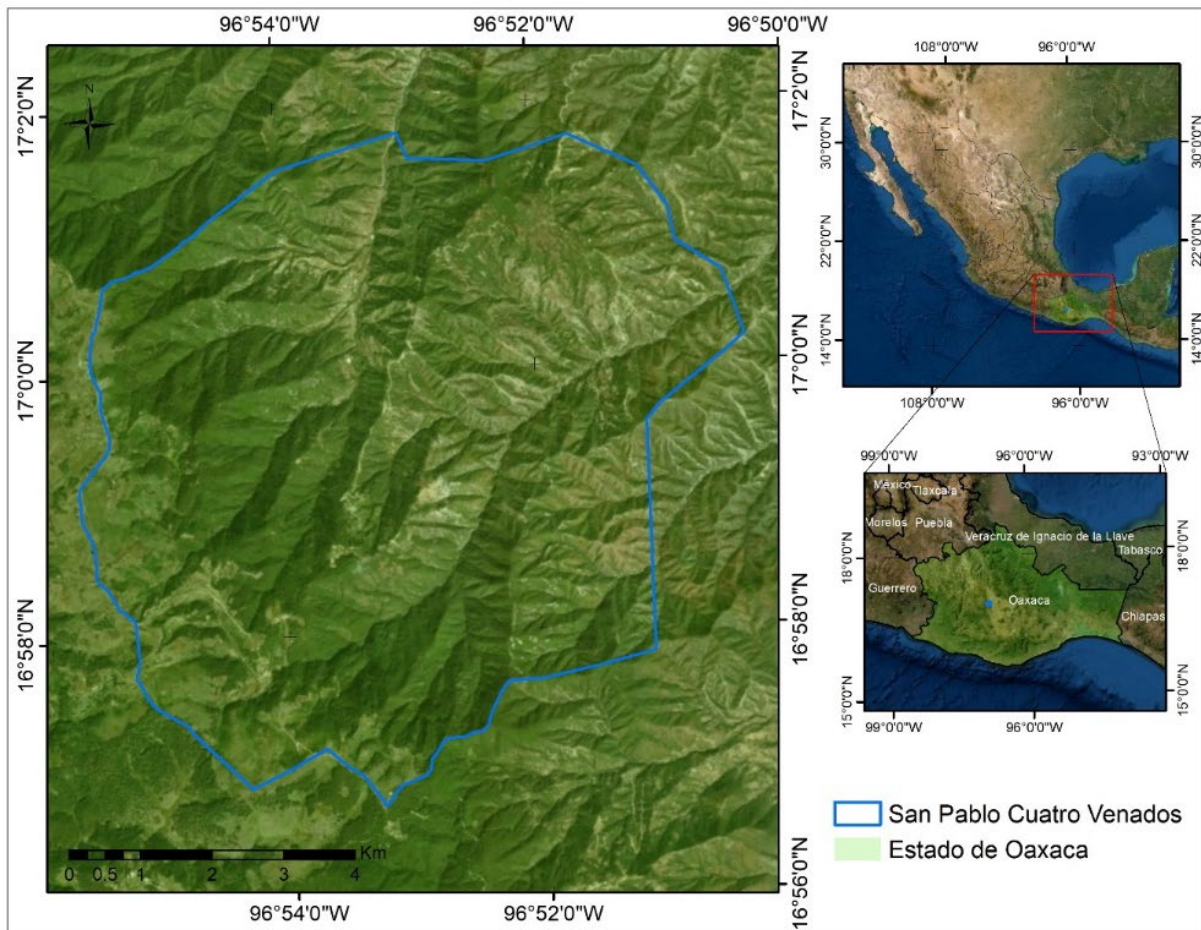 96°54'0"W 96°52'0"W 96°50'0"W
N
17°2'0"N
17°0'0"N
16°58'0"N
17°2'0"N
17°0'0"N
16°58'0"N
16°56'0"N
Km
0 0.5 1 2 3 4
96°54'0"W 96°52'0"W
108°0'0"W 96°0'0"W
30°0'0"N
22°0'0"N
14°0'0"N
30°0'0"N
22°0'0"N
14°0'0"N
108°0'0"W 96°0'0"W
99°0'0"W 96°0'0"W 93°0'0"W
18°0'0"N
15°0'0"N
México
Tlaxcala
Morelos
Puebla
Veracruz de Ignacio de la Llave
Tabasco
Guerrero
Oaxaca
Chiapas
18°0'0"N
15°0'0"N
99°0'0"W 96°0'0"W
San Pablo Cuatro Venados
Estado de Oaxaca